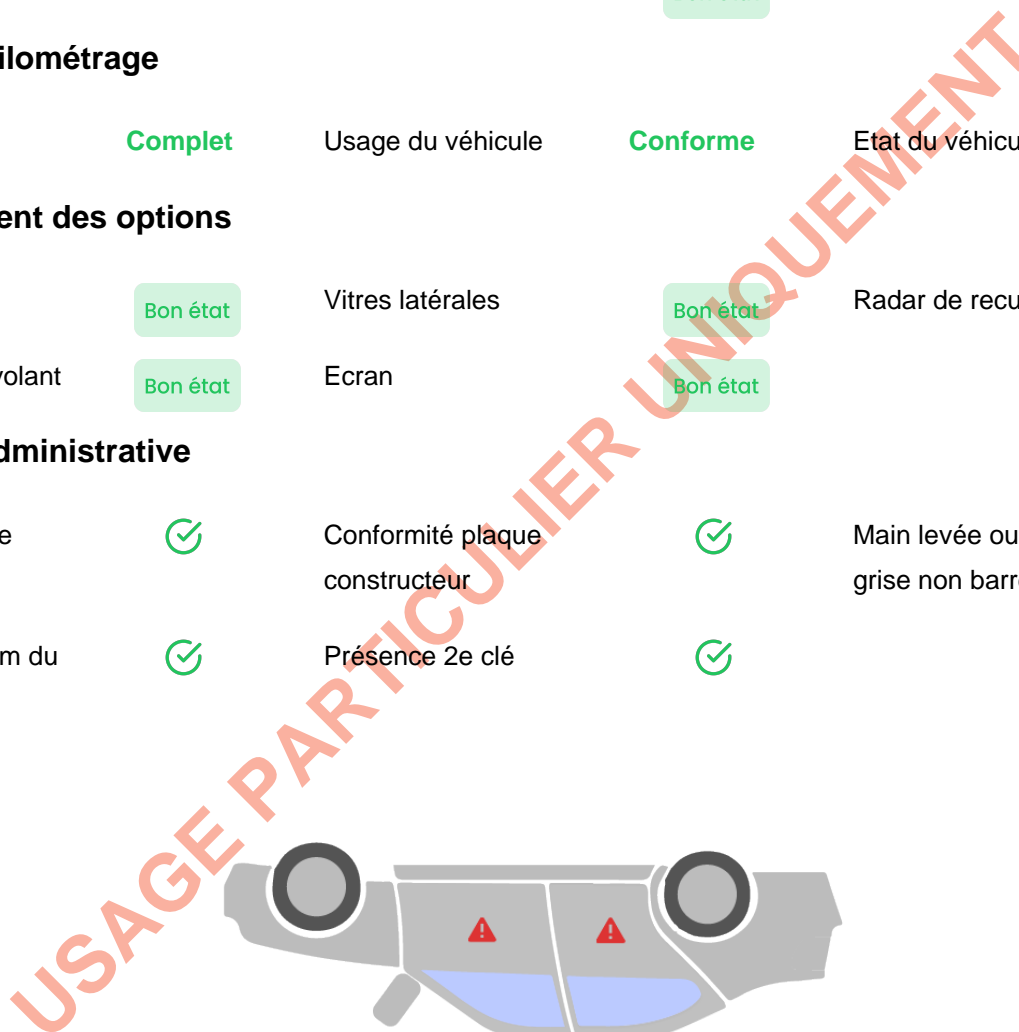 ilométrage
Complet Usage du véhicule Conforme Etat du véhicu
ent des options
Bon état Vitres latérales Bon état Radar de recu
volant Bon état Ecran Bon état
dministrative
e Conformité plaque Main levée ou
constructeur grise non barr
m du Présence 2e clé
USAGE PARTICULIER UNIQUEMENT